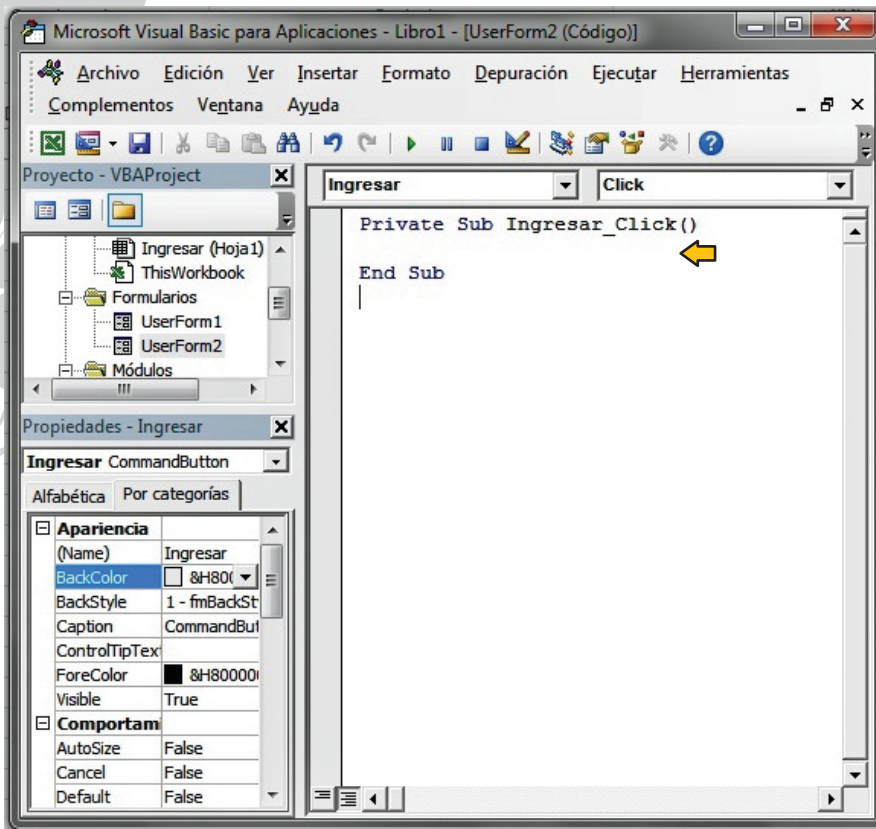 Microsoft Visual Basic para Aplicaciones - Libro1 - [UserForm2 (Código)]
Archivo Edición Ver Insertar Formato Depuración Ejecutar Herramientas
Complementos Ventana Ayuda
Proyecto - VBAProject
Ingresar (Hoja1)
ThisWorkbook
Formularios
UserForm1
UserForm2
Módulos
Propiedades - Ingresar
Ingresar CommandButton
Alfabética Por categorías
Apariencia
(Name) Ingresar
BackColor &H800
BackStyle 1 - fmBackSt
Caption CommandBut
ControlTipText
ForeColor &H80000
Visible True
Comportami
AutoSize False
Cancel False
Default False
Ingresar Click
Private Sub Ingresar_Click()
End Sub